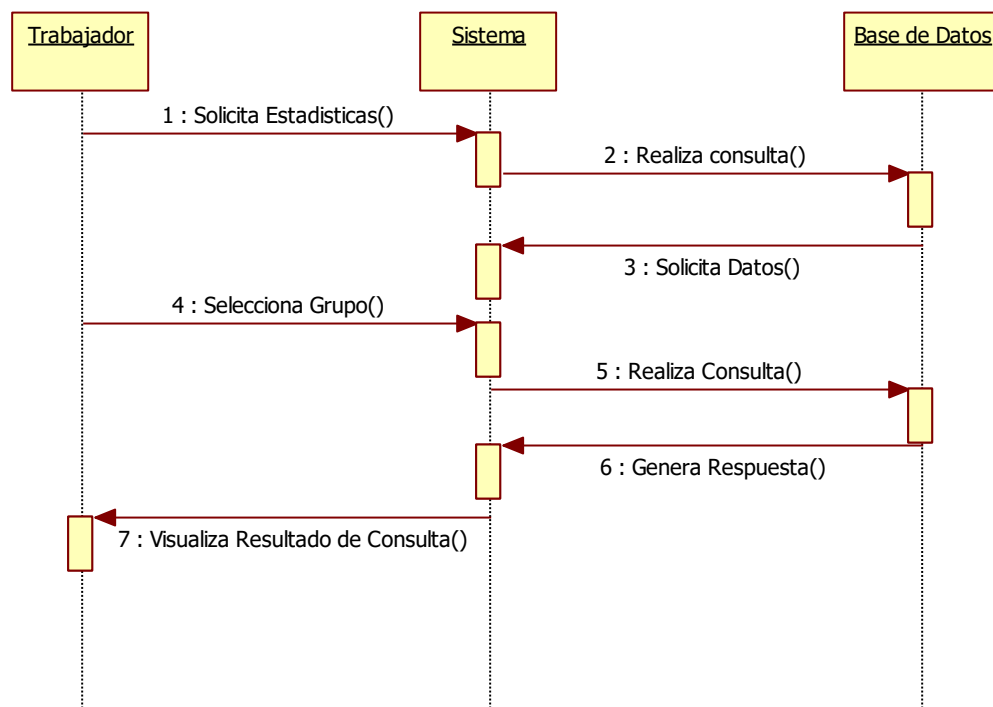 Trabajador
Sistema
Base de Datos
1 : Solicita Estadisticas()
2 : Realiza consulta()
3 : Solicita Datos()
4 : Selecciona Grupo()
5 : Realiza Consulta()
6 : Genera Respuesta()
7 : Visualiza Resultado de Consulta()